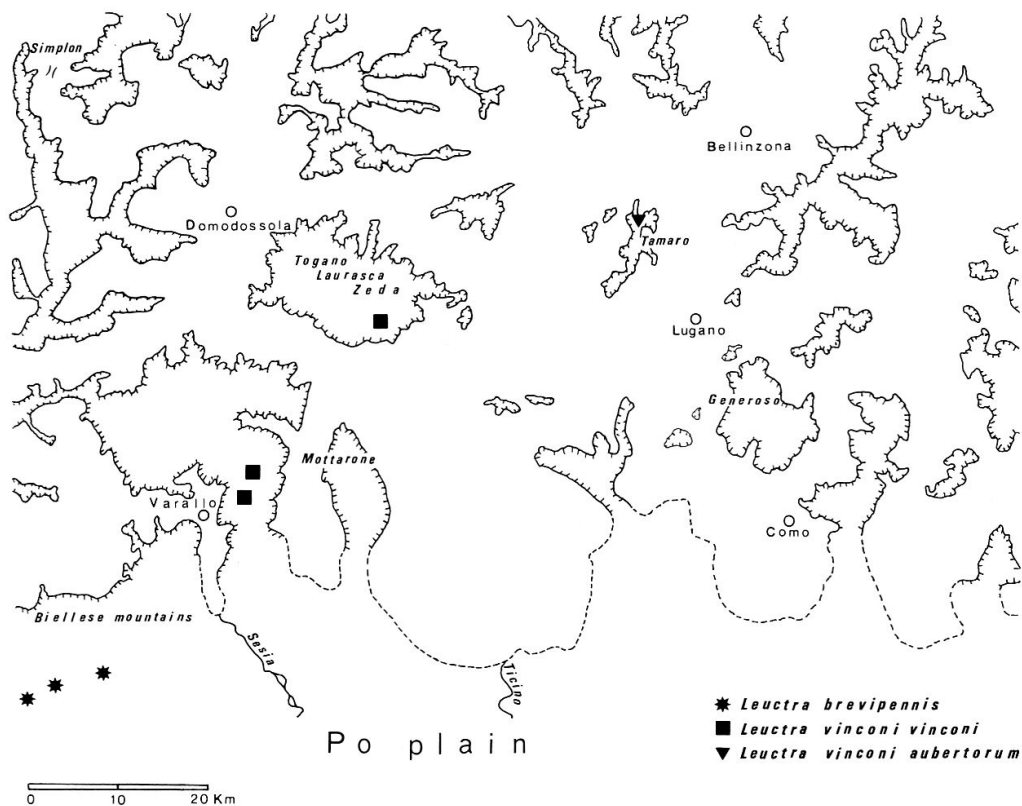 Simplon
Bellinzona
Domodossola
Tamaro
Togano
Laurasca
Zeda
Lugano
Generoso
Mottarone
Varallo
Como
Biellese mountains
Sesia
Ticino
Leuctra brevipennis
Leuctra vinconi vinconi
Leuctra vinconi aubertorum
Po plain
0 10 20 Km